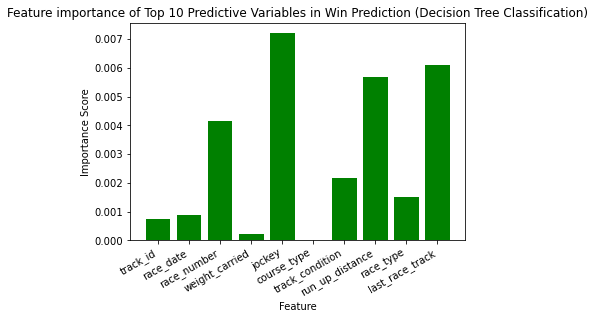 Feature importance of Top 10 Predictive Variables in Win Prediction (Decision Tree Classification)
Importance Score
0.007
0.006
0.005
0.004
0.003
0.002
0.001
0.000
track_id
race_date
race_number
weight_carried
jockey
course_type
track_condition
run_up_distance
race_type
last_race_track
Feature